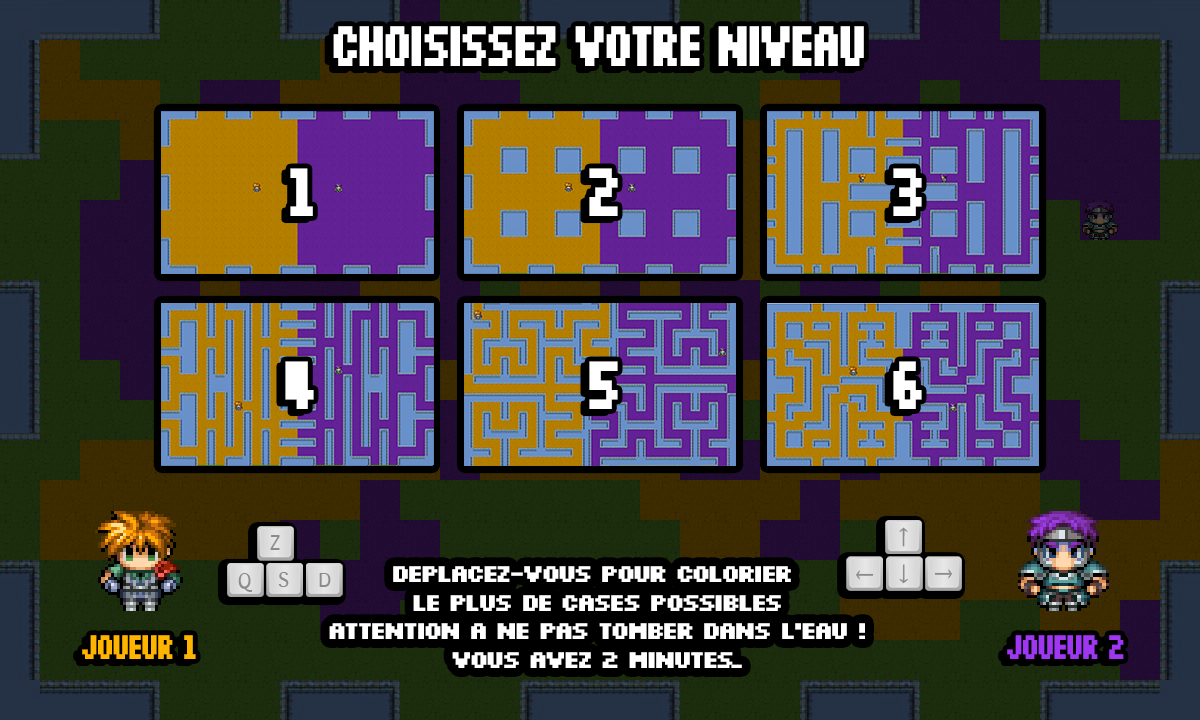 CHOISISSEZ VOTRE NIVEAU
1
2
3
4
5
6
Z
Q S D
↑
← ↓ →
DEPLACEZ-VOUS POUR COLORIER
LE PLUS DE CASES POSSIBLES
ATTENTION A NE PAS TOMBER DANS L'EAU !
VOUS AVEZ 2 MINUTES...
JOUEUR 1
JOUEUR 2